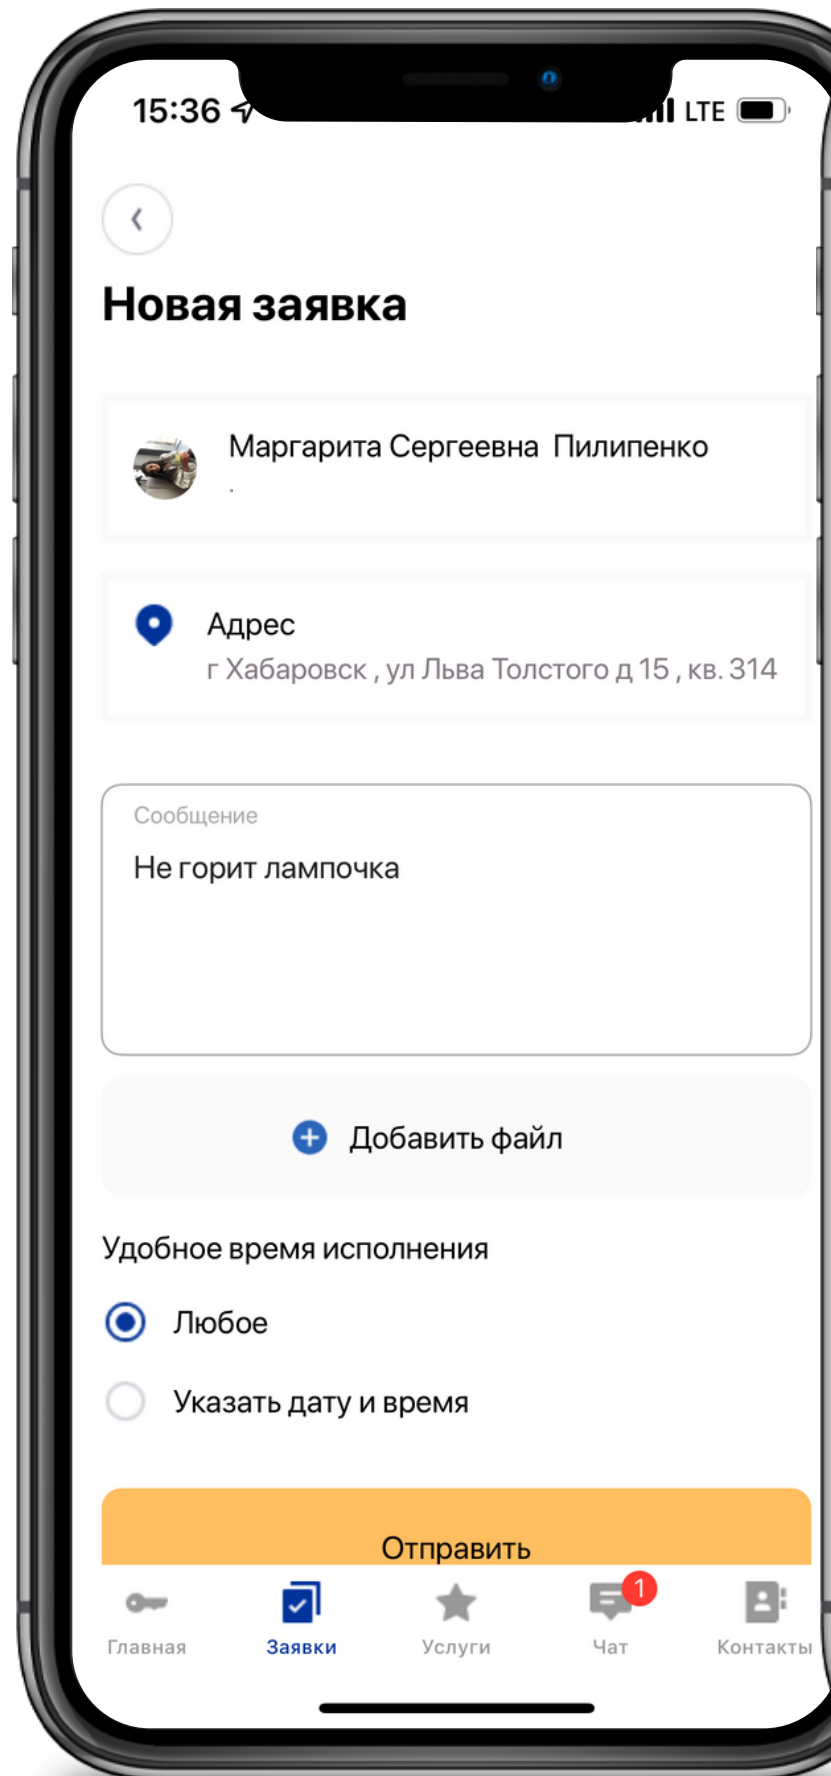 15:36
LTE
Новая заявка
Маргарита Сергеевна Пилипенко
Адрес
г Хабаровск , ул Льва Толстого д 15 , кв. 314
Сообщение
Не горит лампочка
Добавить файл
Удобное время исполнения
Любое
Указать дату и время
Отправить
1
Главная
Заявки
Услуги
Чат
Контакты